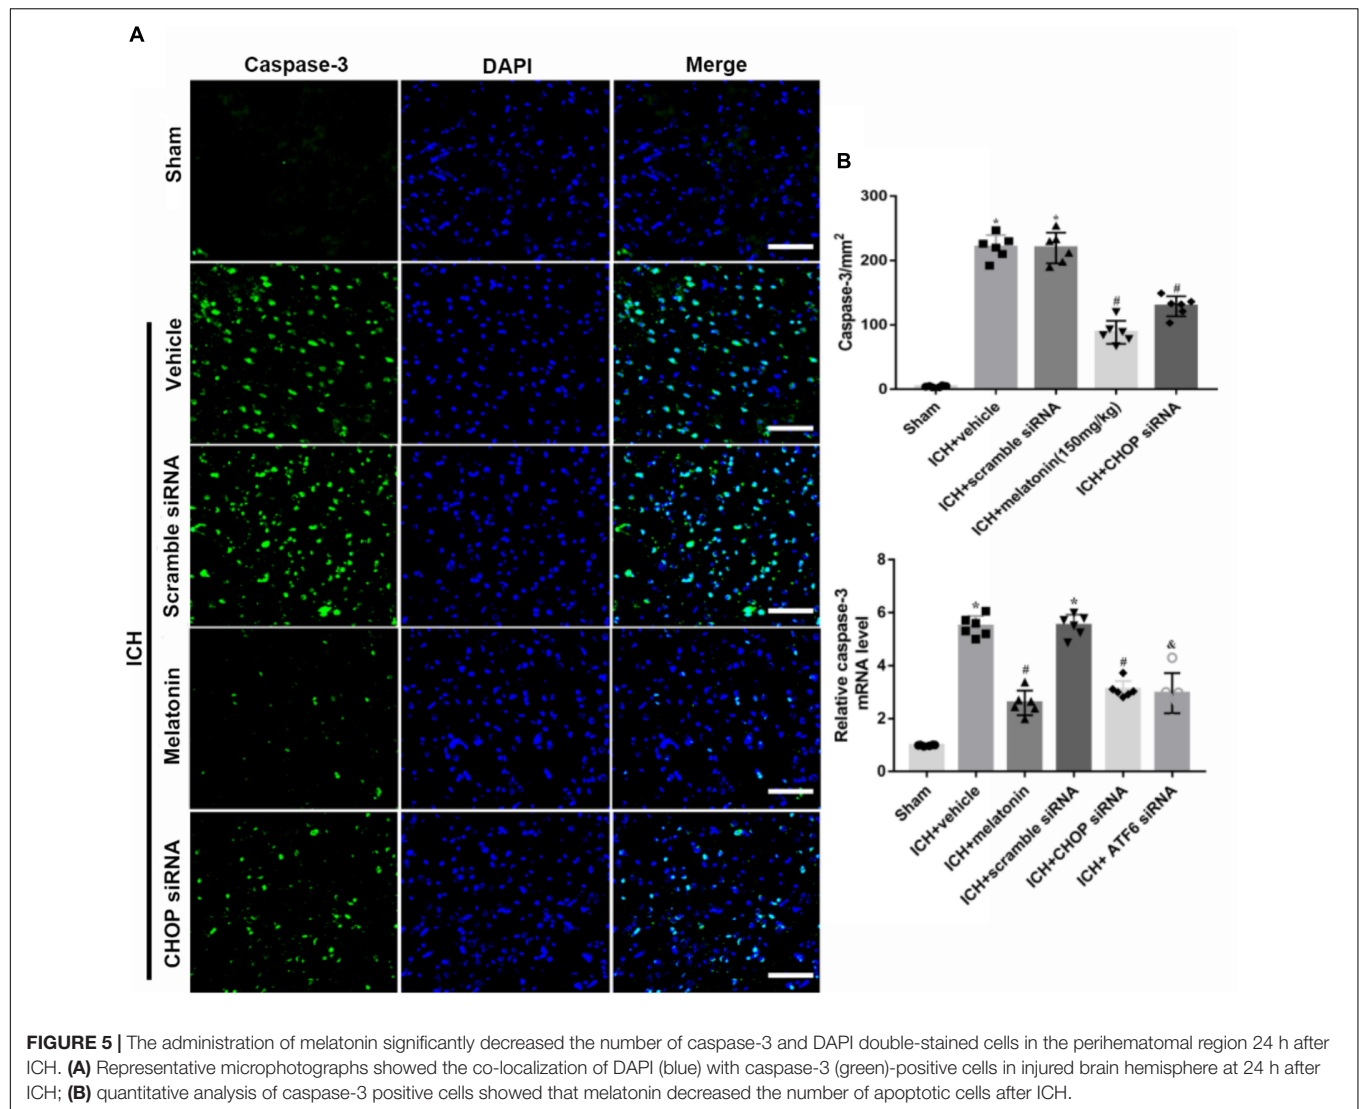 A
Caspase-3 DAPI Merge
Sham
Vehicle
Scramble siRNA
Melatonin
CHOP siRNA
ICH
B
Caspase-3/mm²
300
200
100
0
* * # #
Sham
ICH+vehicle
ICH+scramble siRNA
ICH+melatonin(150mg/kg)
ICH+CHOP siRNA
Relative caspase-3
mRNA level
8
6
4
2
0
* # * # &
Sham
ICH+vehicle
ICH+melatonin
ICH+scramble siRNA
ICH+CHOP siRNA
ICH+ ATF6 siRNA
FIGURE 5 | The administration of melatonin significantly decreased the number of caspase-3 and DAPI double-stained cells in the perihematomal region 24 h after
ICH. (A) Representative microphotographs showed the co-localization of DAPI (blue) with caspase-3 (green)-positive cells in injured brain hemisphere at 24 h after
ICH; (B) quantitative analysis of caspase-3 positive cells showed that melatonin decreased the number of apoptotic cells after ICH.